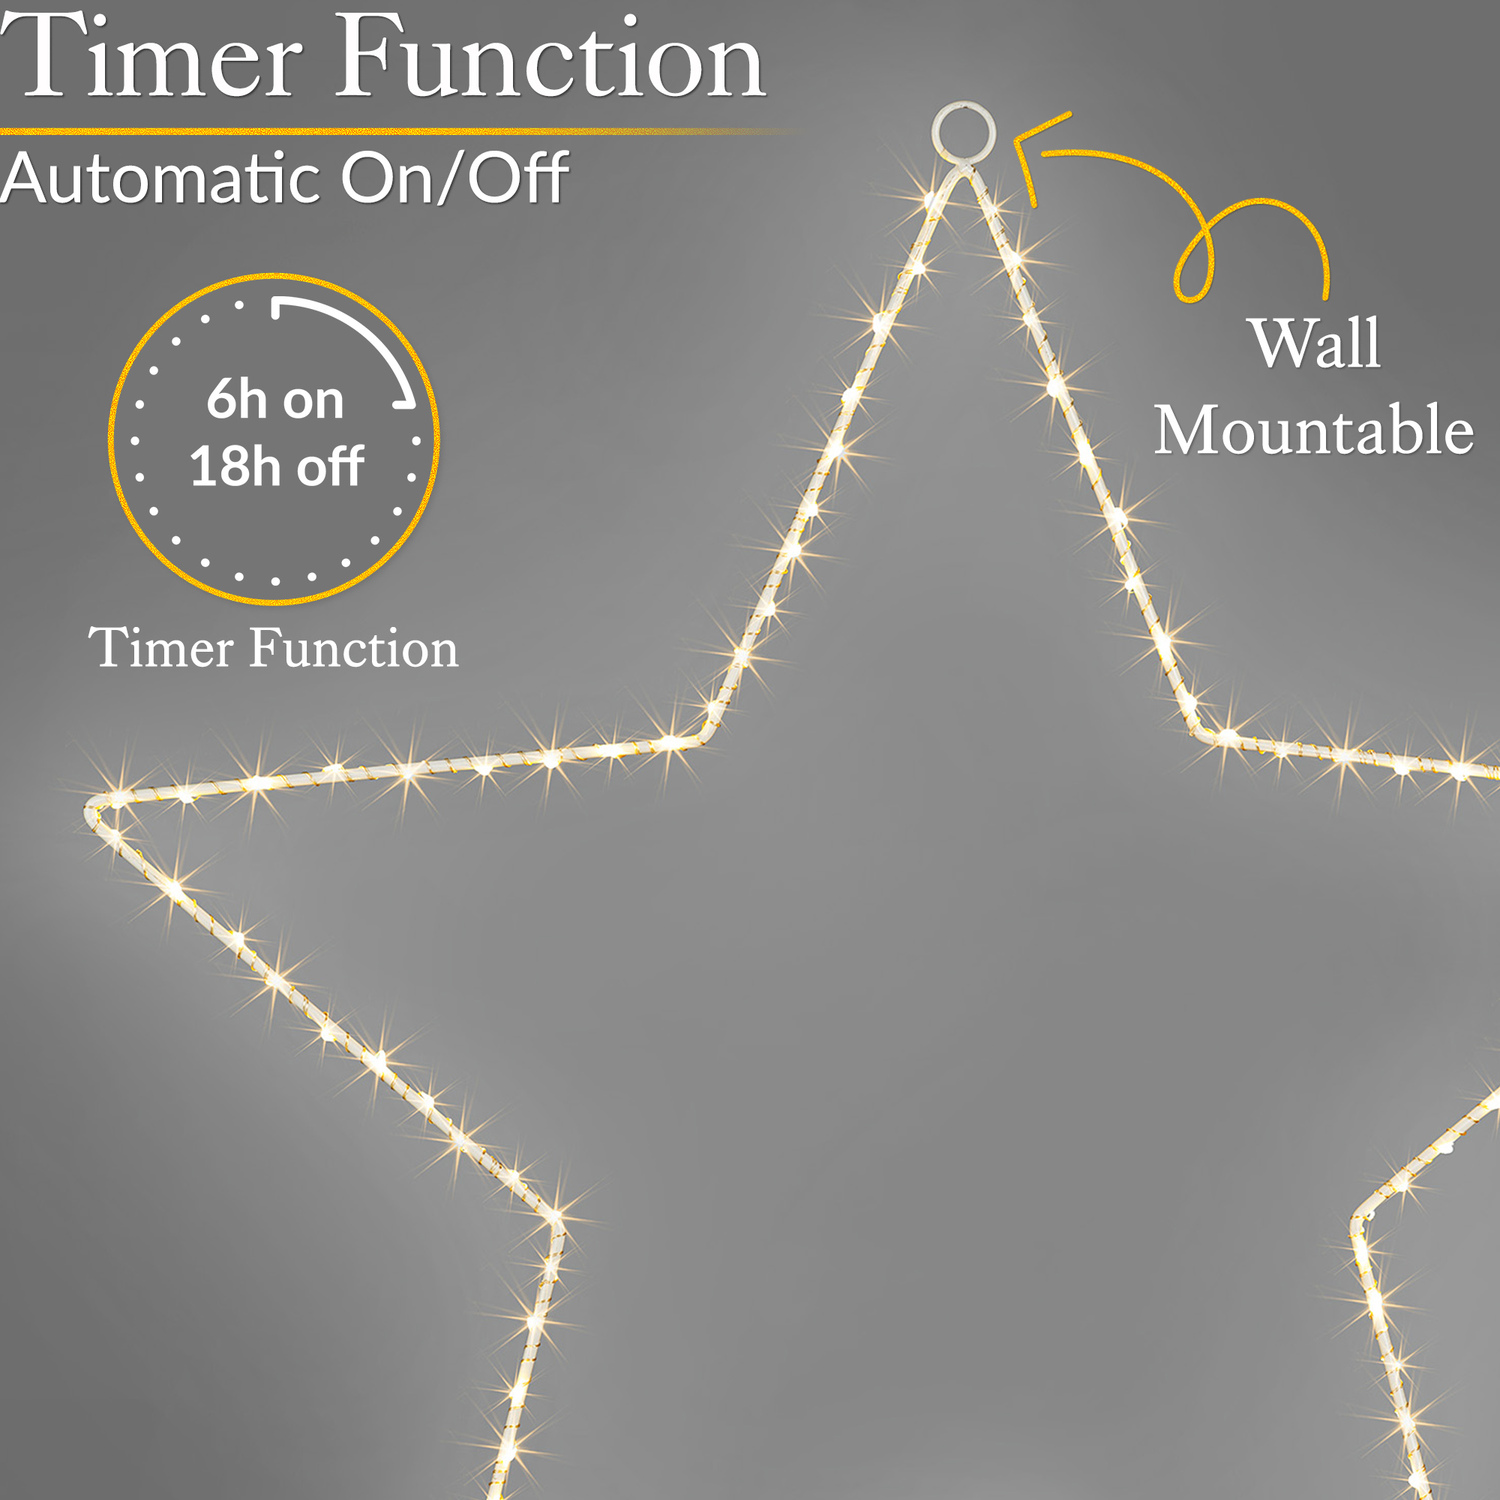 Timer Function
Automatic On/Off
6h on
18h off
Timer Function
Wall
Mountable